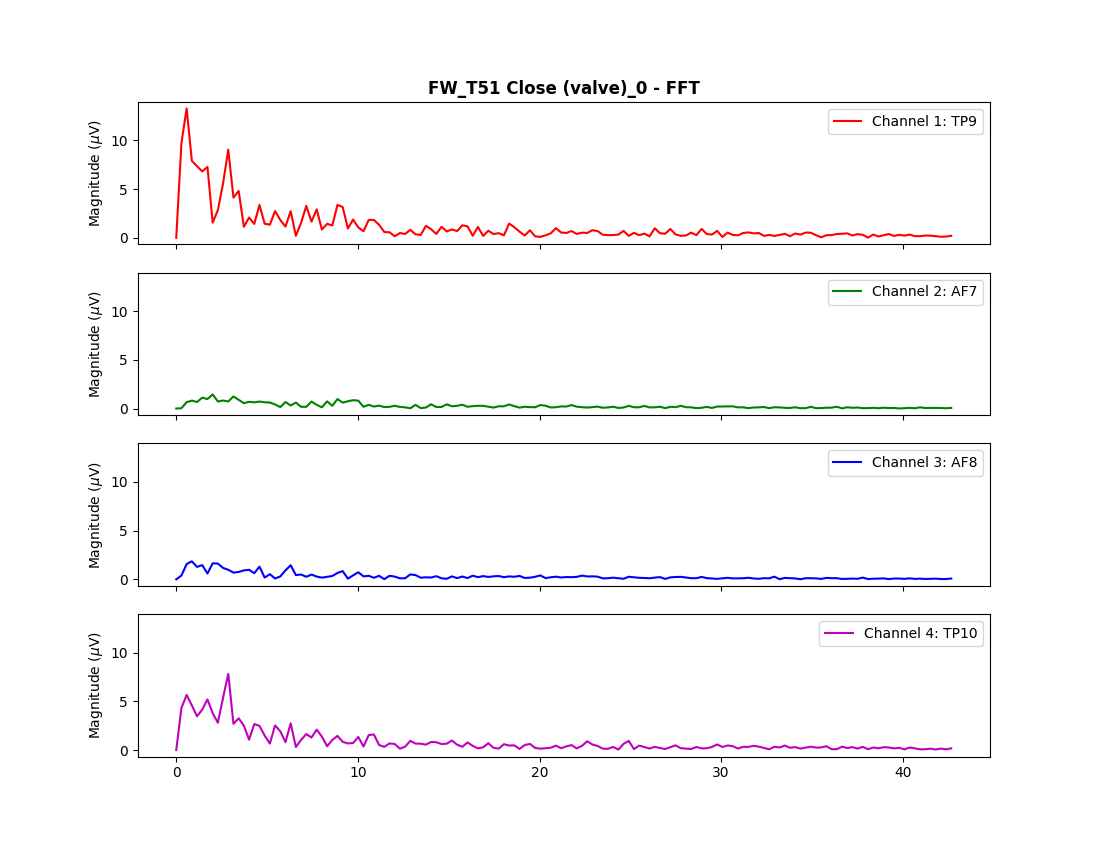 FW_T51 Close (valve)_0 - FFT
Magnitude (μV)
10
5
0
Channel 1: TP9
Magnitude (μV)
10
5
0
Channel 2: AF7
Magnitude (μV)
10
5
0
Channel 3: AF8
Magnitude (μV)
10
5
0
Channel 4: TP10
0 10 20 30 40